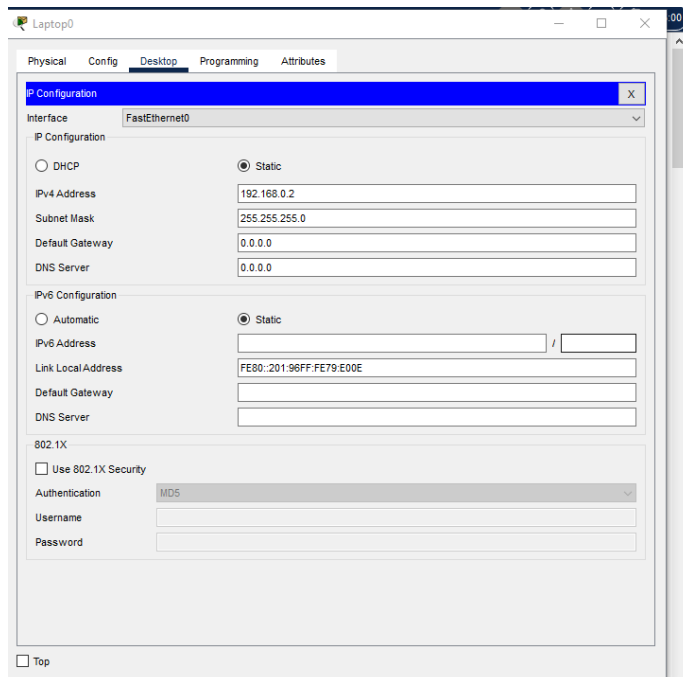 :00
Laptop0
Physical Config Desktop Programming Attributes
IP Configuration X
Interface FastEthernet0
IP Configuration
DHCP Static
IPv4 Address 192.168.0.2
Subnet Mask 255.255.255.0
Default Gateway 0.0.0.0
DNS Server 0.0.0.0
IPv6 Configuration
Automatic Static
IPv6 Address /
Link Local Address FE80::201:96FF:FE79:E00E
Default Gateway
DNS Server
802.1X
Use 802.1X Security
Authentication MD5
Username
Password
Top